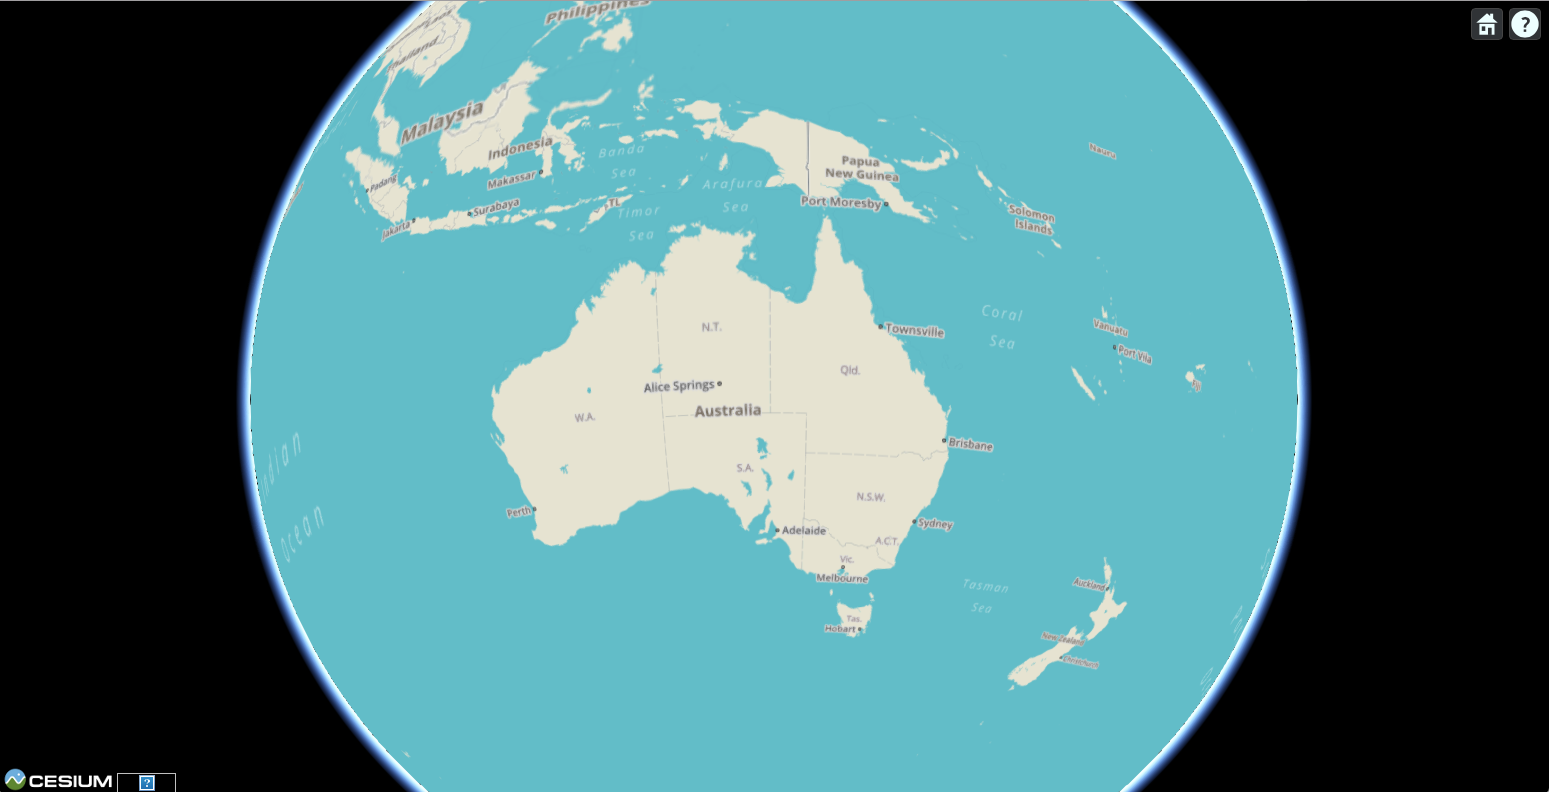 Philippines
Thailand
Malaysia
Indonesia
Banda
Sea
Nauru
Papua
New Guinea
Padang
Makassar
Arafura
Sea
Surabaya
TL
Port Moresby
Timor
Sea
Solomon
Islands
Jakarta
Coral
Sea
N.T.
Townsville
Vanuatu
Port Vila
Fiji
Qld.
Alice Springs
Australia
W.A.
Brisbane
Indian
Ocean
S.A.
N.S.W.
Perth
Adelaide
Sydney
A.C.T.
Vic.
Melbourne
Tasman
Sea
Auckland
Tas.
Hobart
New Zealand
Christchurch
CESIUM
?
?